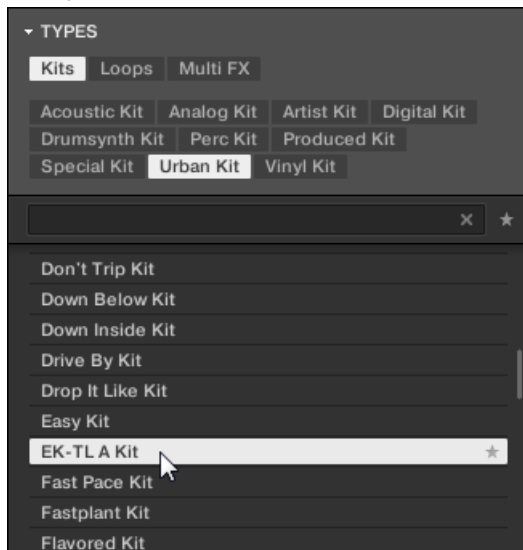 TYPES
Kits Loops Multi FX
Acoustic Kit Analog Kit Artist Kit Digital Kit
Drumsynth Kit Perc Kit Produced Kit
Special Kit Urban Kit Vinyl Kit
Don't Trip Kit
Down Below Kit
Down Inside Kit
Drive By Kit
Drop It Like Kit
Easy Kit
EK-TL A Kit
Fast Pace Kit
Fastplant Kit
Flavored Kit